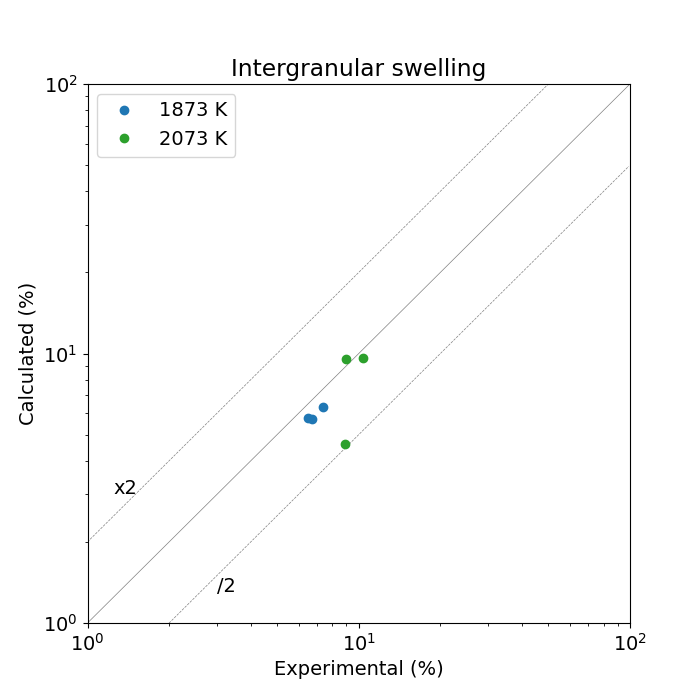 Intergranular swelling
10²
1873 K
2073 K
Calculated (%)
10¹
x2
/2
10⁰
10⁰
10¹
10²
Experimental (%)